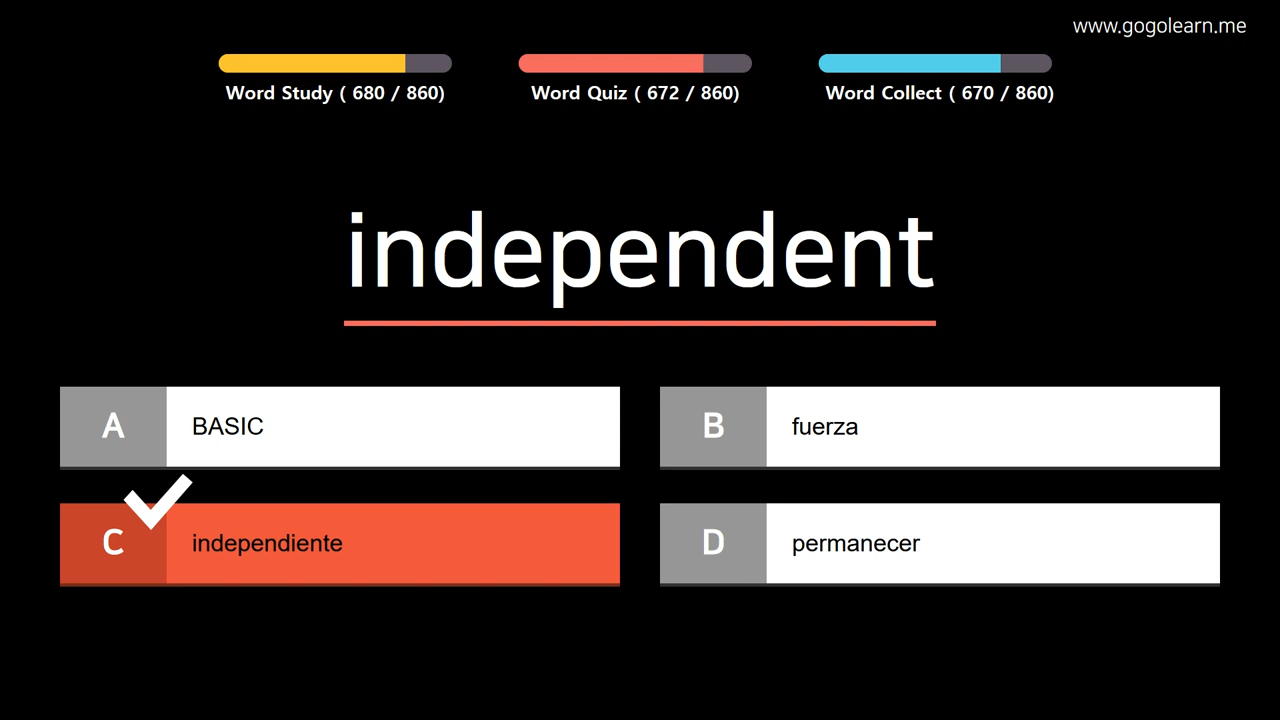 www.gogolearn.me
Word Study ( 680 / 860)
Word Quiz ( 672 / 860)
Word Collect ( 670 / 860)
independent
A BASIC
B fuerza
C independiente
D permanecer